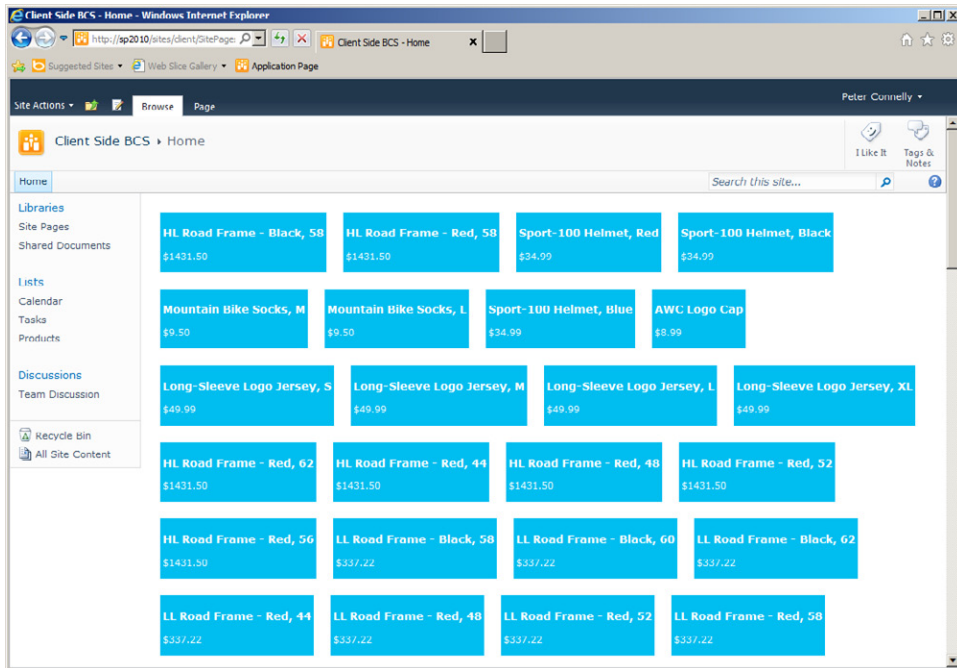 Client Side BCS - Home - Windows Internet Explorer
http://sp2010/sites/client/SitePage:
Client Side BCS - Home
Suggested Sites
Web Slice Gallery
Application Page
Site Actions
Browse
Page
Peter Connelly
Client Side BCS
Home
I Like It
Tags &
Notes
Home
Search this site...
Libraries
Site Pages
Shared Documents
Lists
Calendar
Tasks
Products
Discussions
Team Discussion
Recycle Bin
All Site Content
HL Road Frame - Black, 58
$1431.50
HL Road Frame - Red, 58
$1431.50
Sport-100 Helmet, Red
$34.99
Sport-100 Helmet, Black
$34.99
Mountain Bike Socks, M
$9.50
Mountain Bike Socks, L
$9.50
Sport-100 Helmet, Blue
$34.99
AWC Logo Cap
$8.99
Long-Sleeve Logo Jersey, S
$49.99
Long-Sleeve Logo Jersey, M
$49.99
Long-Sleeve Logo Jersey, L
$49.99
Long-Sleeve Logo Jersey, XL
$49.99
HL Road Frame - Red, 62
$1431.50
HL Road Frame - Red, 44
$1431.50
HL Road Frame - Red, 48
$1431.50
HL Road Frame - Red, 52
$1431.50
HL Road Frame - Red, 56
$1431.50
LL Road Frame - Black, 58
$337.22
LL Road Frame - Black, 60
$337.22
LL Road Frame - Black, 62
$337.22
LL Road Frame - Red, 44
$337.22
LL Road Frame - Red, 48
$337.22
LL Road Frame - Red, 52
$337.22
LL Road Frame - Red, 58
$337.22